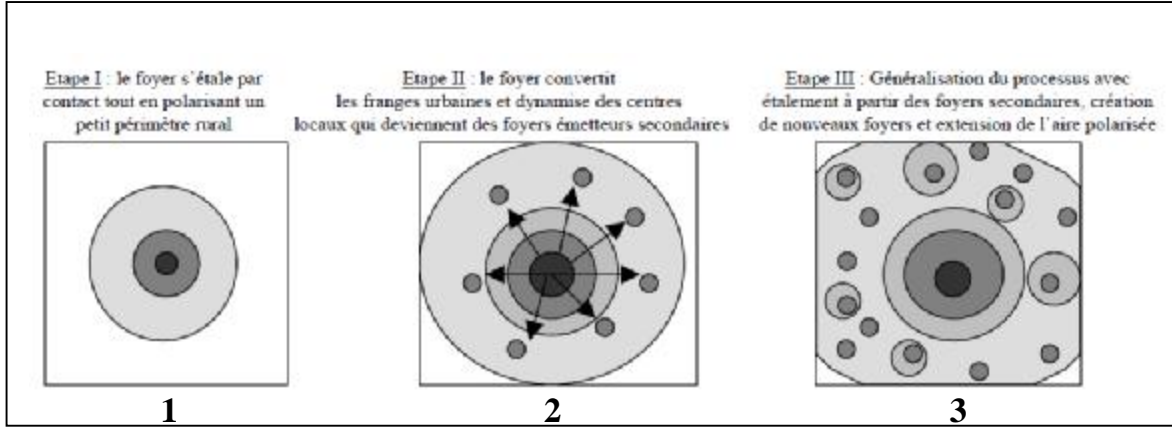 Etape I : le foyer s'étale par
contact tout en polarisant un
petit périmètre rural
Etape II : le foyer convertit
les franges urbaines et dynamise des centres
locaux qui deviennent des foyers émetteurs secondaires
Etape III : Généralisation du processus avec
étalement à partir des foyers secondaires, création
de nouveaux foyers et extension de l'aire polarisée
1
2
3